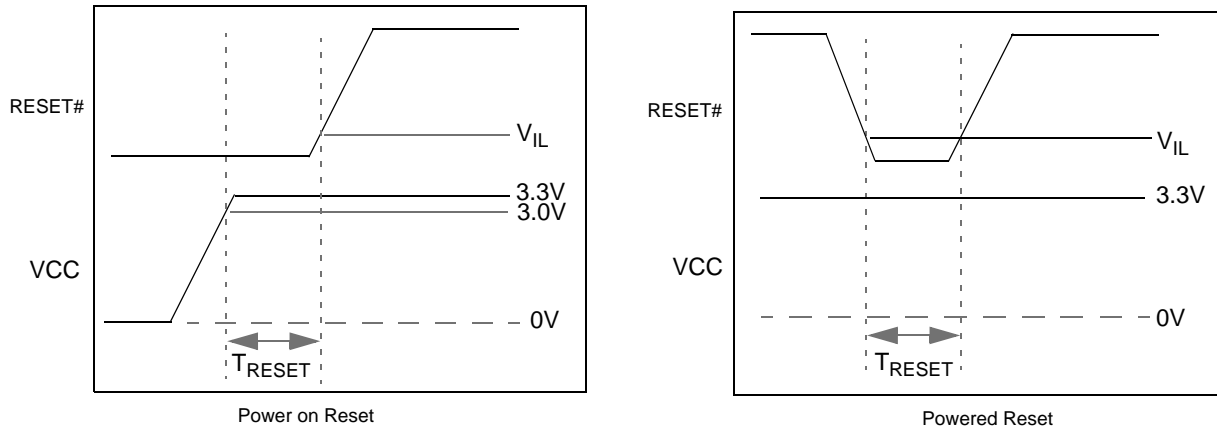 RESET#
VIL
3.3V
3.0V
VCC
0V
TRESET
Power on Reset
RESET#
VIL
3.3V
VCC
0V
TRESET
Powered Reset